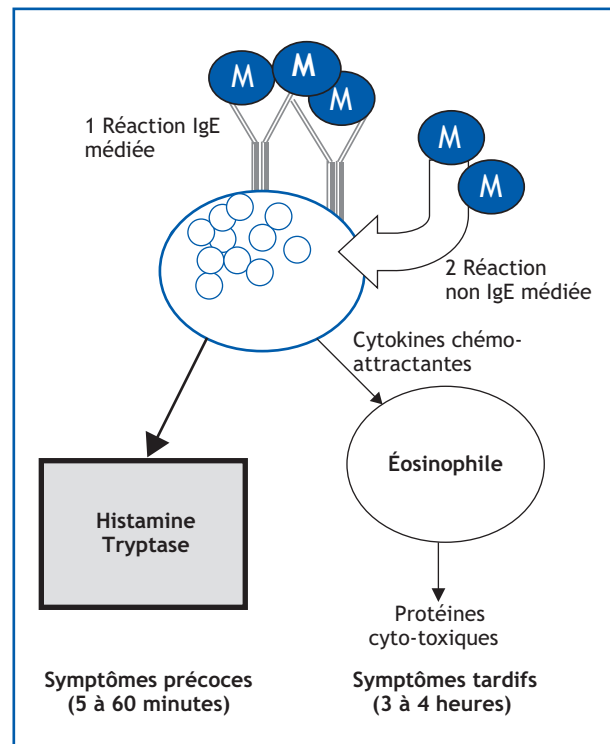 M
M
M
M
M
1 Réaction IgE
médiée
2 Réaction
non IgE médiée
Cytokines chémo-
attractantes
Éosinophile
Histamine
Tryptase
Protéines
cyto-toxiques
Symptômes précoces
(5 à 60 minutes)
Symptômes tardifs
(3 à 4 heures)